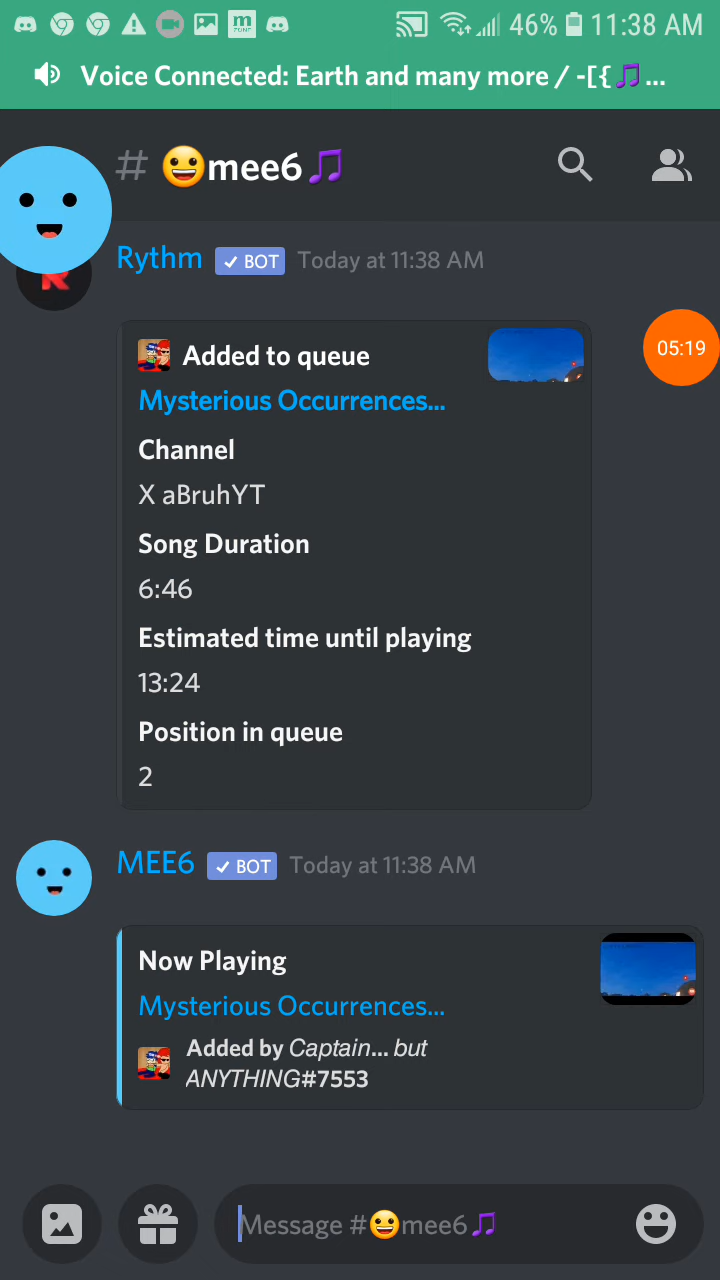 46% 11:38 AM
Voice Connected: Earth and many more / -[{🎵...
# 😀mee6🎵
Rythm ✓ BOT Today at 11:38 AM
Added to queue
Mysterious Occurrences...
05:19
Channel
X aBruhYT
Song Duration
6:46
Estimated time until playing
13:24
Position in queue
2
MEE6 ✓ BOT Today at 11:38 AM
Now Playing
Mysterious Occurrences...
Added by Captain... but
ANYTHING#7553
Message #😀mee6🎵